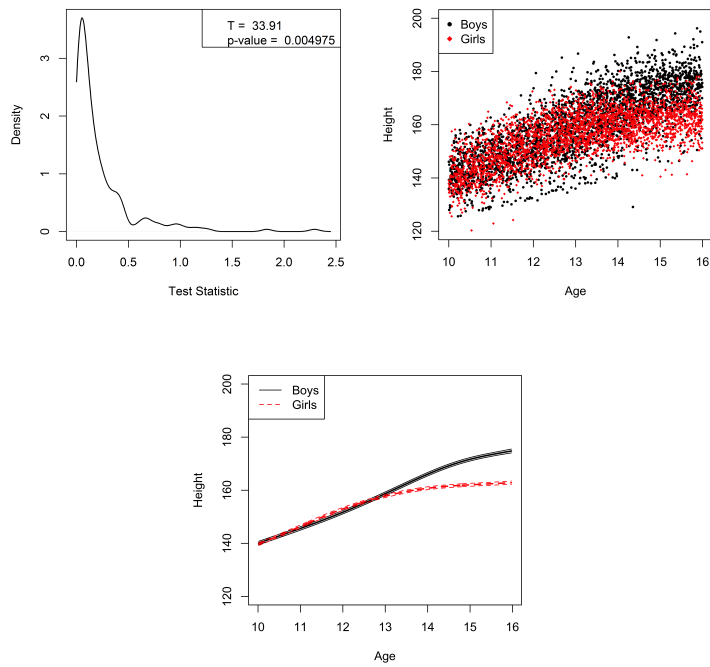 T = 33.91
p-value = 0.004975
Density
0 1 2 3
0.0 0.5 1.0 1.5 2.0 2.5
Test Statistic
Boys
Girls
Height
120 140 160 180 200
10 11 12 13 14 15 16
Age
Boys
Girls
Height
120 140 160 180 200
10 11 12 13 14 15 16
Age